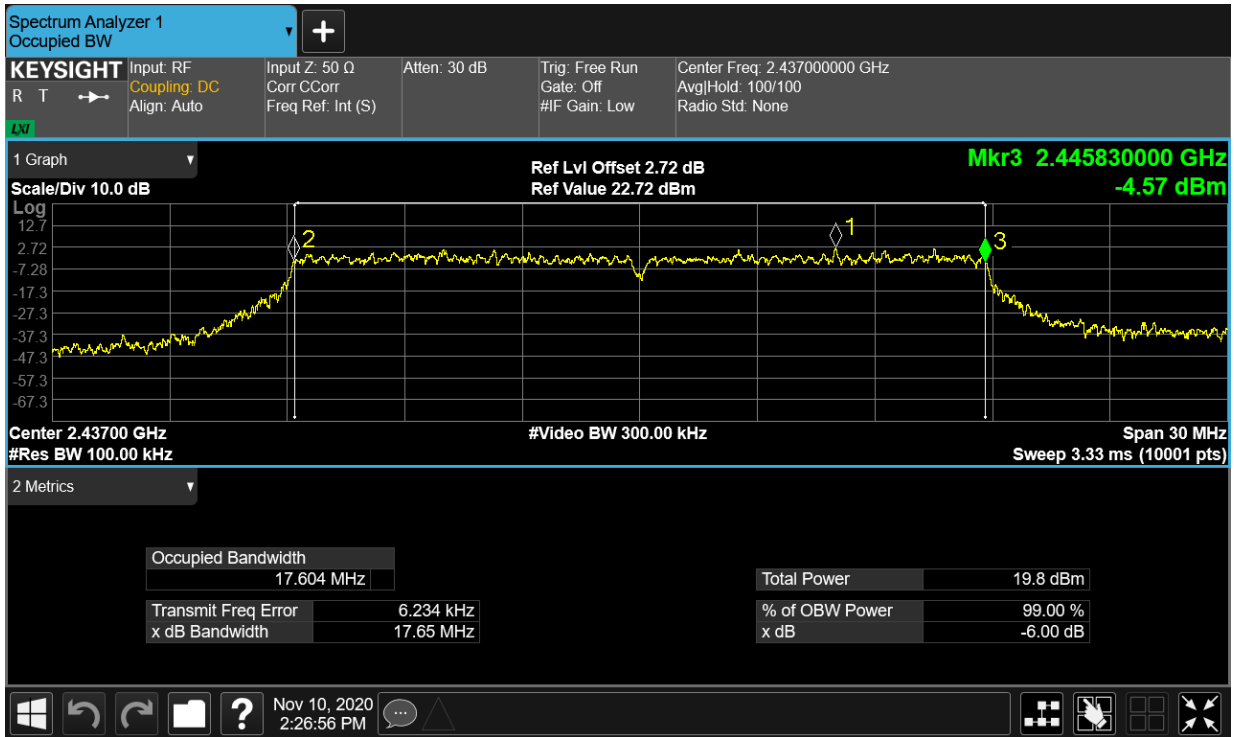 Spectrum Analyzer 1
Occupied BW
KEYSIGHT
R T
LXI
Input: RF
Coupling: DC
Align: Auto
Input Z: 50 Ω
Corr CCorr
Freq Ref: Int (S)
Atten: 30 dB
Trig: Free Run
Gate: Off
#IF Gain: Low
Center Freq: 2.437000000 GHz
Avg|Hold: 100/100
Radio Std: None
1 Graph
Scale/Div 10.0 dB
Ref Lvl Offset 2.72 dB
Ref Value 22.72 dBm
Mkr3 2.445830000 GHz
-4.57 dBm
Log
12.7
2.72
-7.28
-17.3
-27.3
-37.3
-47.3
-57.3
-67.3
2
1
3
Center 2.43700 GHz
#Res BW 100.00 kHz
#Video BW 300.00 kHz
Span 30 MHz
Sweep 3.33 ms (10001 pts)
2 Metrics
Occupied Bandwidth
17.604 MHz
Transmit Freq Error 6.234 kHz
x dB Bandwidth 17.65 MHz
Total Power 19.8 dBm
% of OBW Power 99.00 %
x dB -6.00 dB
?
Nov 10, 2020
2:26:56 PM